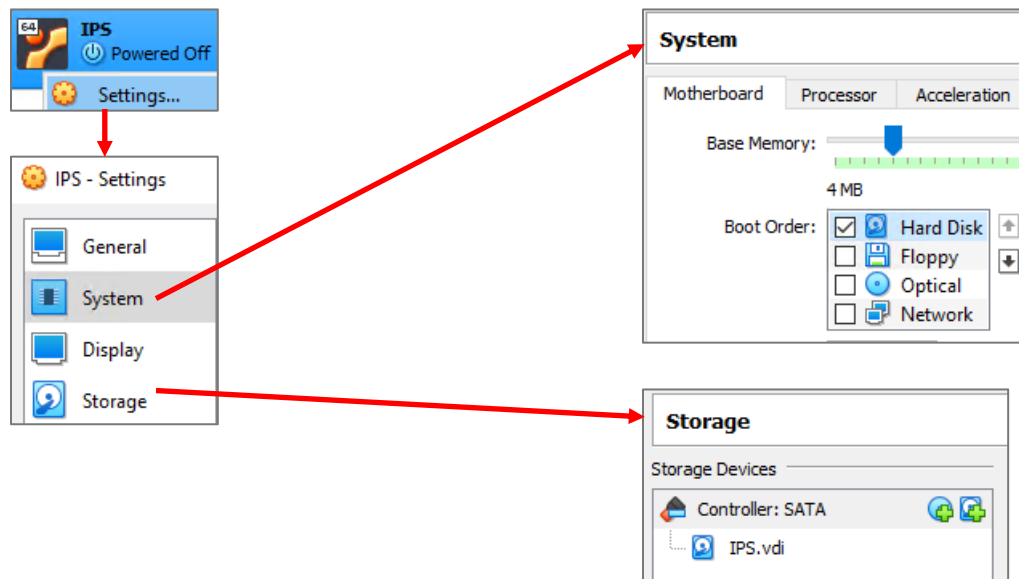 64
IPS
Powered Off
Settings...
IPS - Settings
General
System
Display
Storage
System
Motherboard Processor Acceleration
Base Memory:
4 MB
Boot Order:
Hard Disk
Floppy
Optical
Network
Storage
Storage Devices
Controller: SATA
IPS.vdi